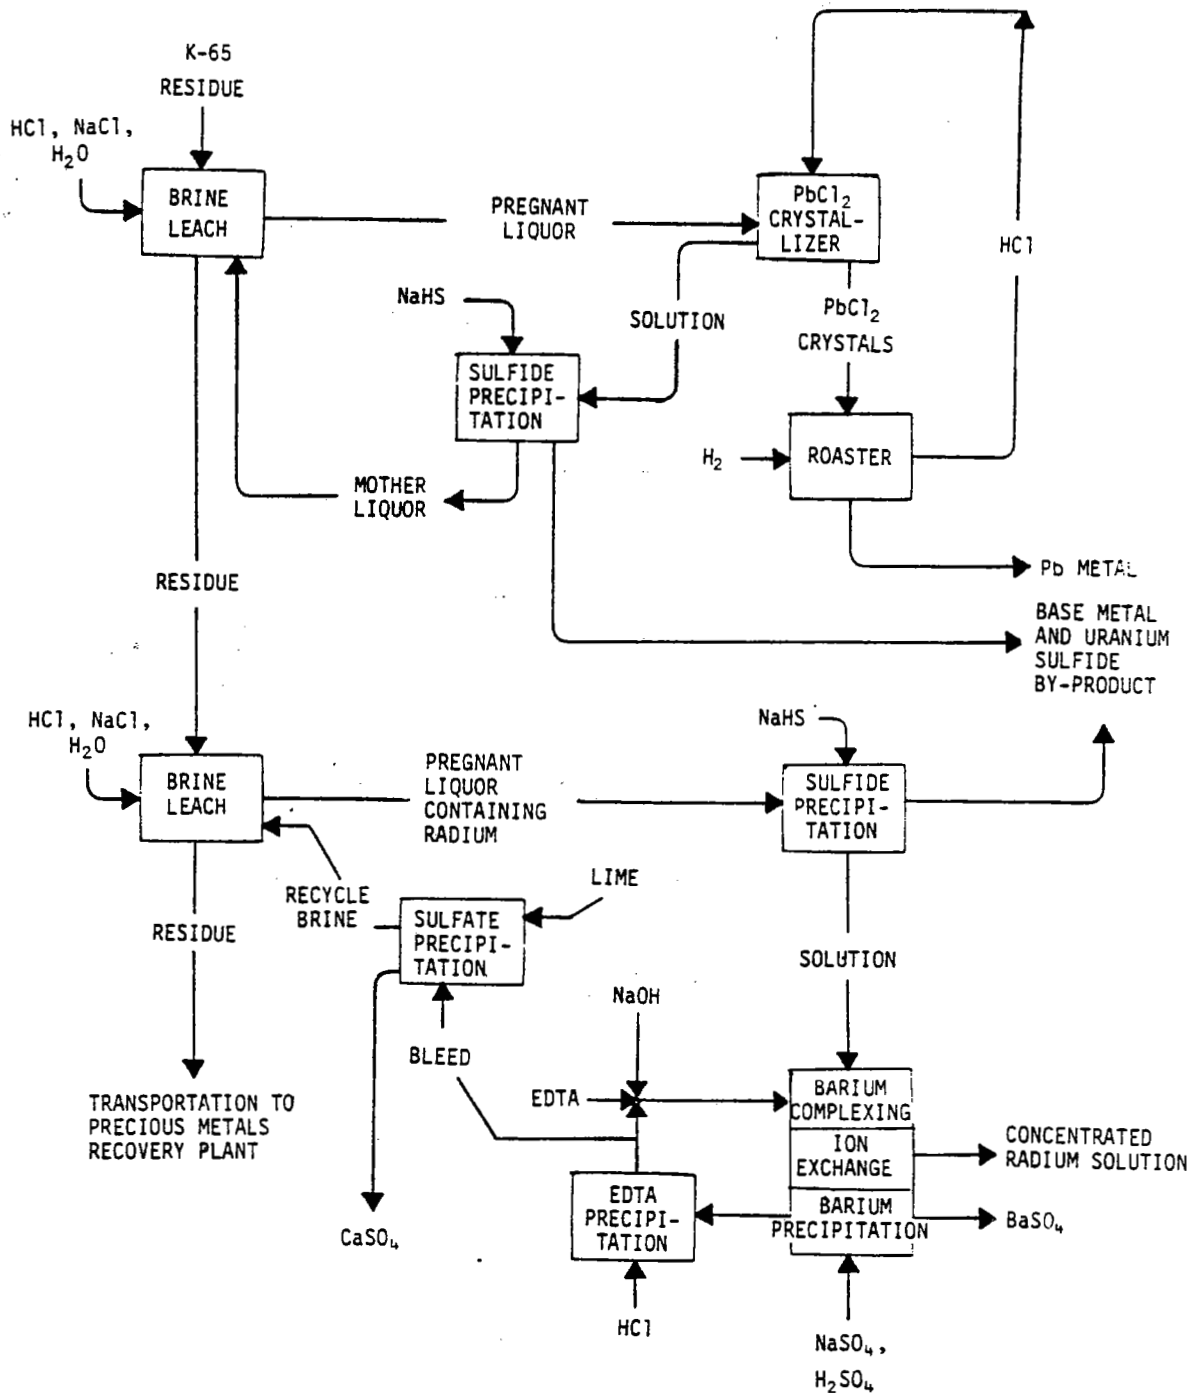 K-65
RESIDUE
HCl, NaCl,
H₂O
BRINE
LEACH
PREGNANT
LIQUOR
PbCl₂
CRYSTAL-
LIZER
HCl
NaHS
SOLUTION
PbCl₂
CRYSTALS
SULFIDE
PRECIPI-
TATION
H₂
ROASTER
MOTHER
LIQUOR
Pb METAL
RESIDUE
BASE METAL
AND URANIUM
SULFIDE
BY-PRODUCT
HCl, NaCl,
H₂O
NaHS
BRINE
LEACH
PREGNANT
LIQUOR
CONTAINING
RADIUM
SULFIDE
PRECIPI-
TATION
LIME
RECYCLE
BRINE
SULFATE
PRECIPI-
TATION
RESIDUE
SOLUTION
NaOH
BLEED
EDTA
BARIUM
COMPLEXING
TRANSPORTATION TO
PRECIOUS METALS
RECOVERY PLANT
ION
EXCHANGE
CONCENTRATED
RADIUM SOLUTION
EDTA
PRECIPI-
TATION
BARIUM
PRECIPITATION
BaSO₄
CaSO₄
HCl
NaSO₄,
H₂SO₄